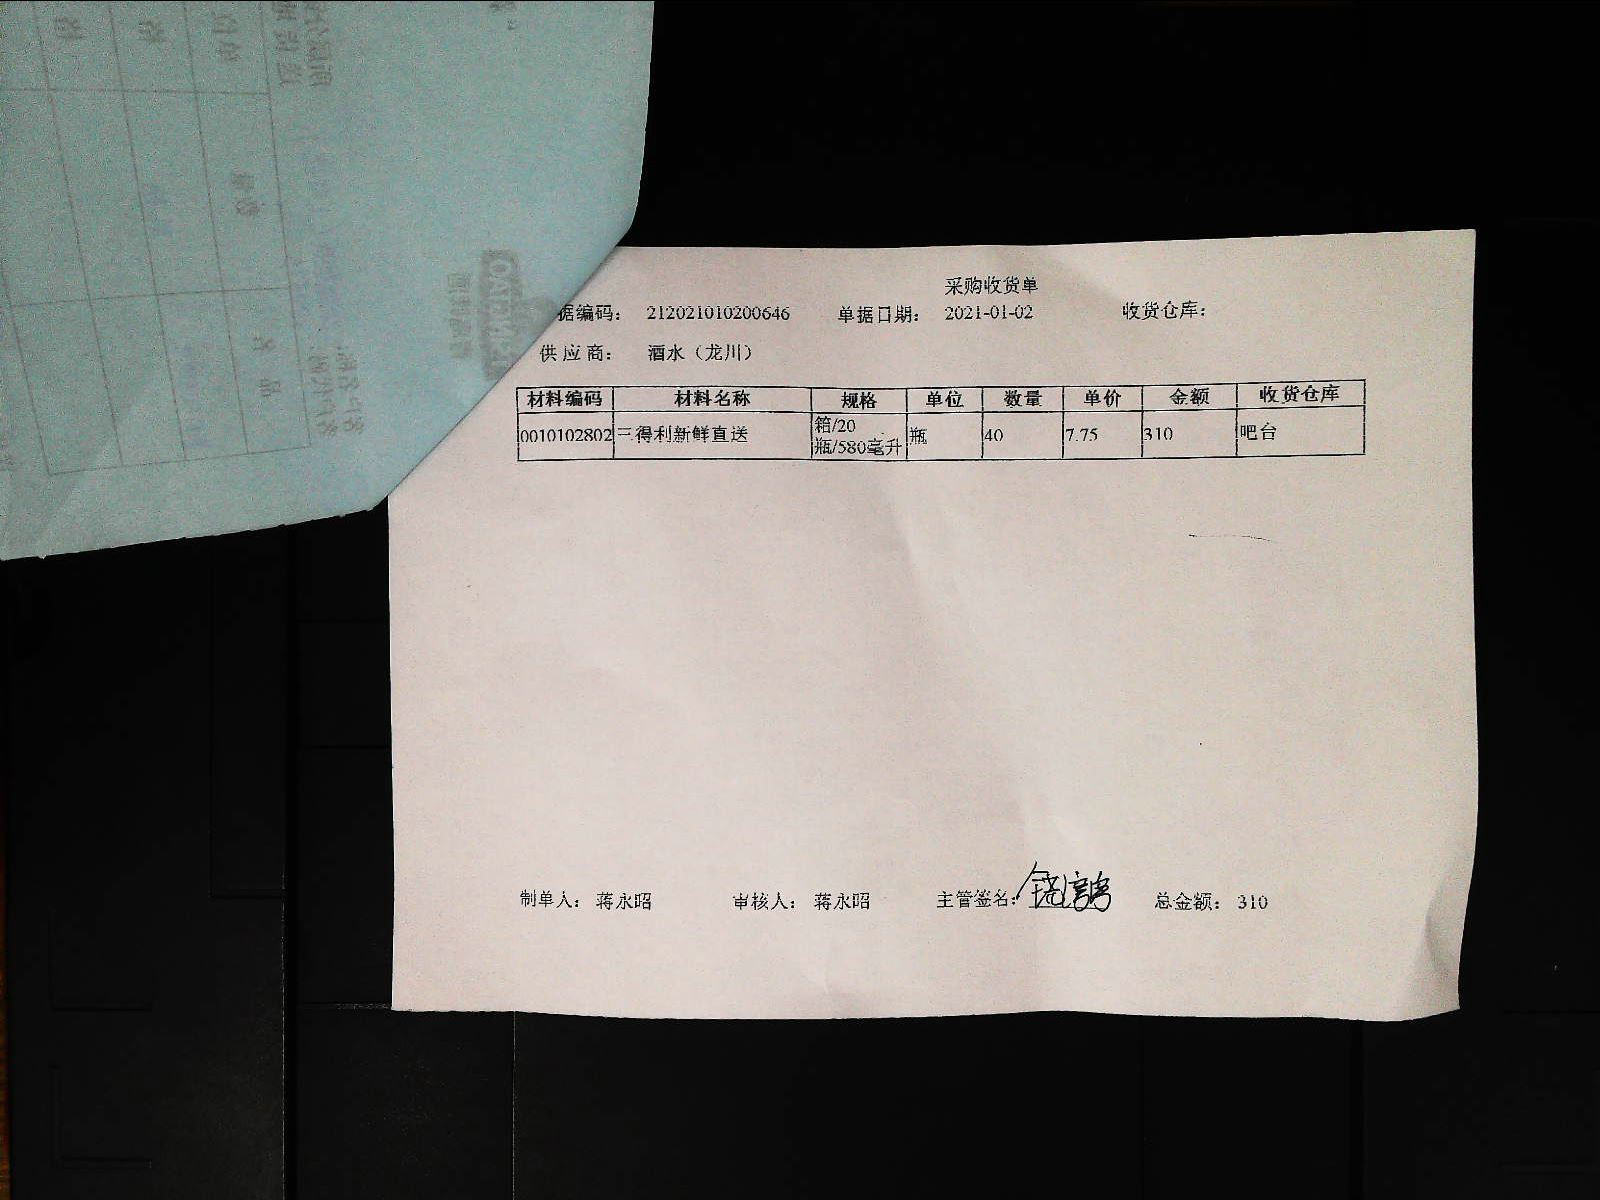 采购收货单
据编码： 212021010200646 单据日期： 2021-01-02 收货仓库：
供应商： 酒水（龙川）
材料编码 材料名称 规格 单位 数量 单价 金额 收货仓库
0010102802 三得利新鲜直送 箱/20瓶/580毫升 瓶 40 7.75 310 吧台
制单人： 蒋永昭 审核人： 蒋永昭 主管签名： 总金额： 310